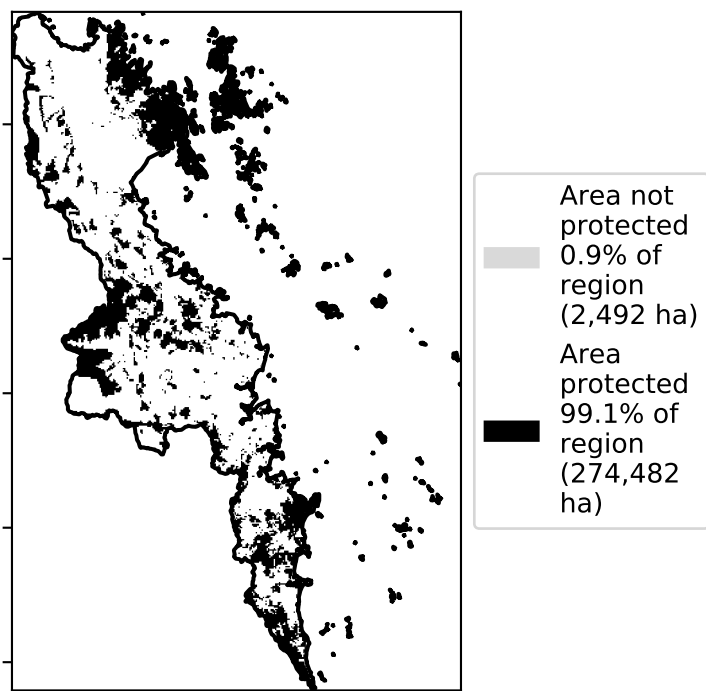 Area not
protected
0.9% of
region
(2,492 ha)
Area
protected
99.1% of
region
(274,482
ha)